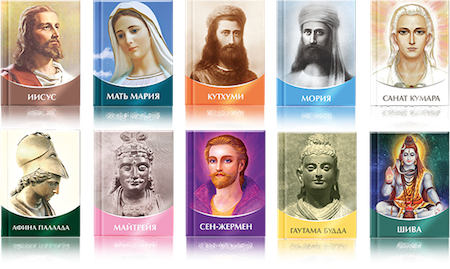 ИИСУС
МАТЬ МАРИЯ
КУТХУМИ
МОРИЯ
САНАТ КУМАРА
АФИНА ПАЛЛАДА
МАЙТРЕЙЯ
СЕН-ЖЕРМЕН
ГАУТАМА БУДДА
ШИВА